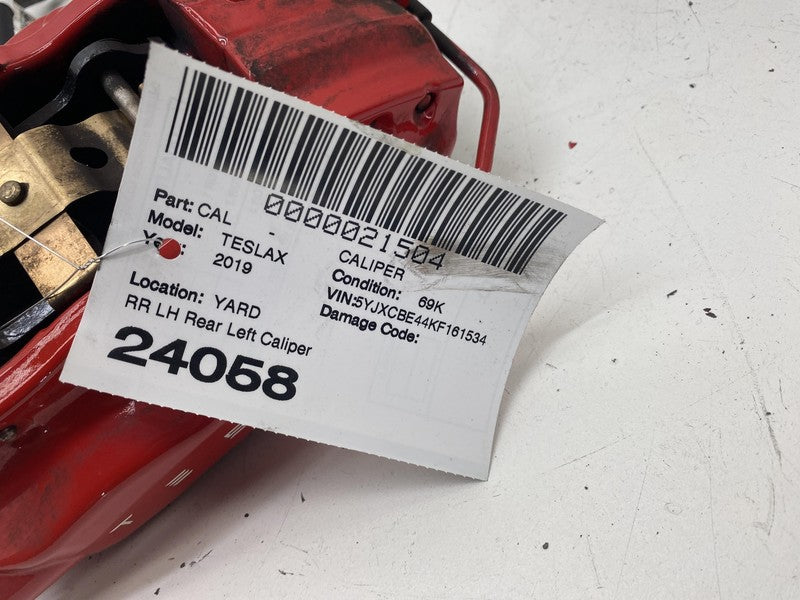 0000021504
Part: CAL - CALIPER
Model: TESLAX Condition: 69K
Year: 2019 VIN:5YJXCBE44KF161534
Damage Code:
Location: YARD
RR LH Rear Left Caliper
24058